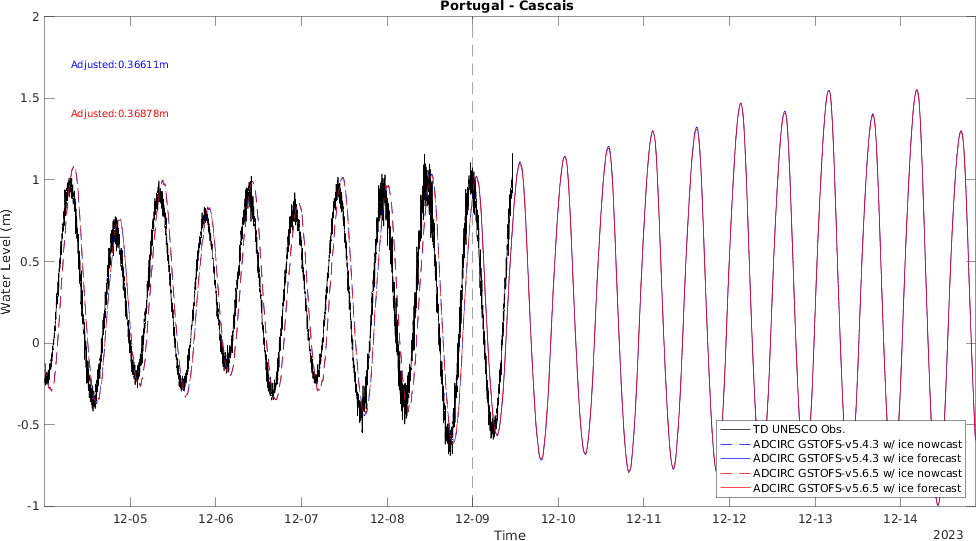 Portugal - Cascais
Adjusted:0.36611m
Adjusted:0.36878m
Water Level (m)
2
1.5
1
0.5
0
-0.5
-1
TD UNESCO Obs.
ADCIRC GSTOFS-v5.4.3 w/ ice nowcast
ADCIRC GSTOFS-v5.4.3 w/ ice forecast
ADCIRC GSTOFS-v5.6.5 w/ ice nowcast
ADCIRC GSTOFS-v5.6.5 w/ ice forecast
12-05 12-06 12-07 12-08 12-09 12-10 12-11 12-12 12-13 12-14
Time
2023